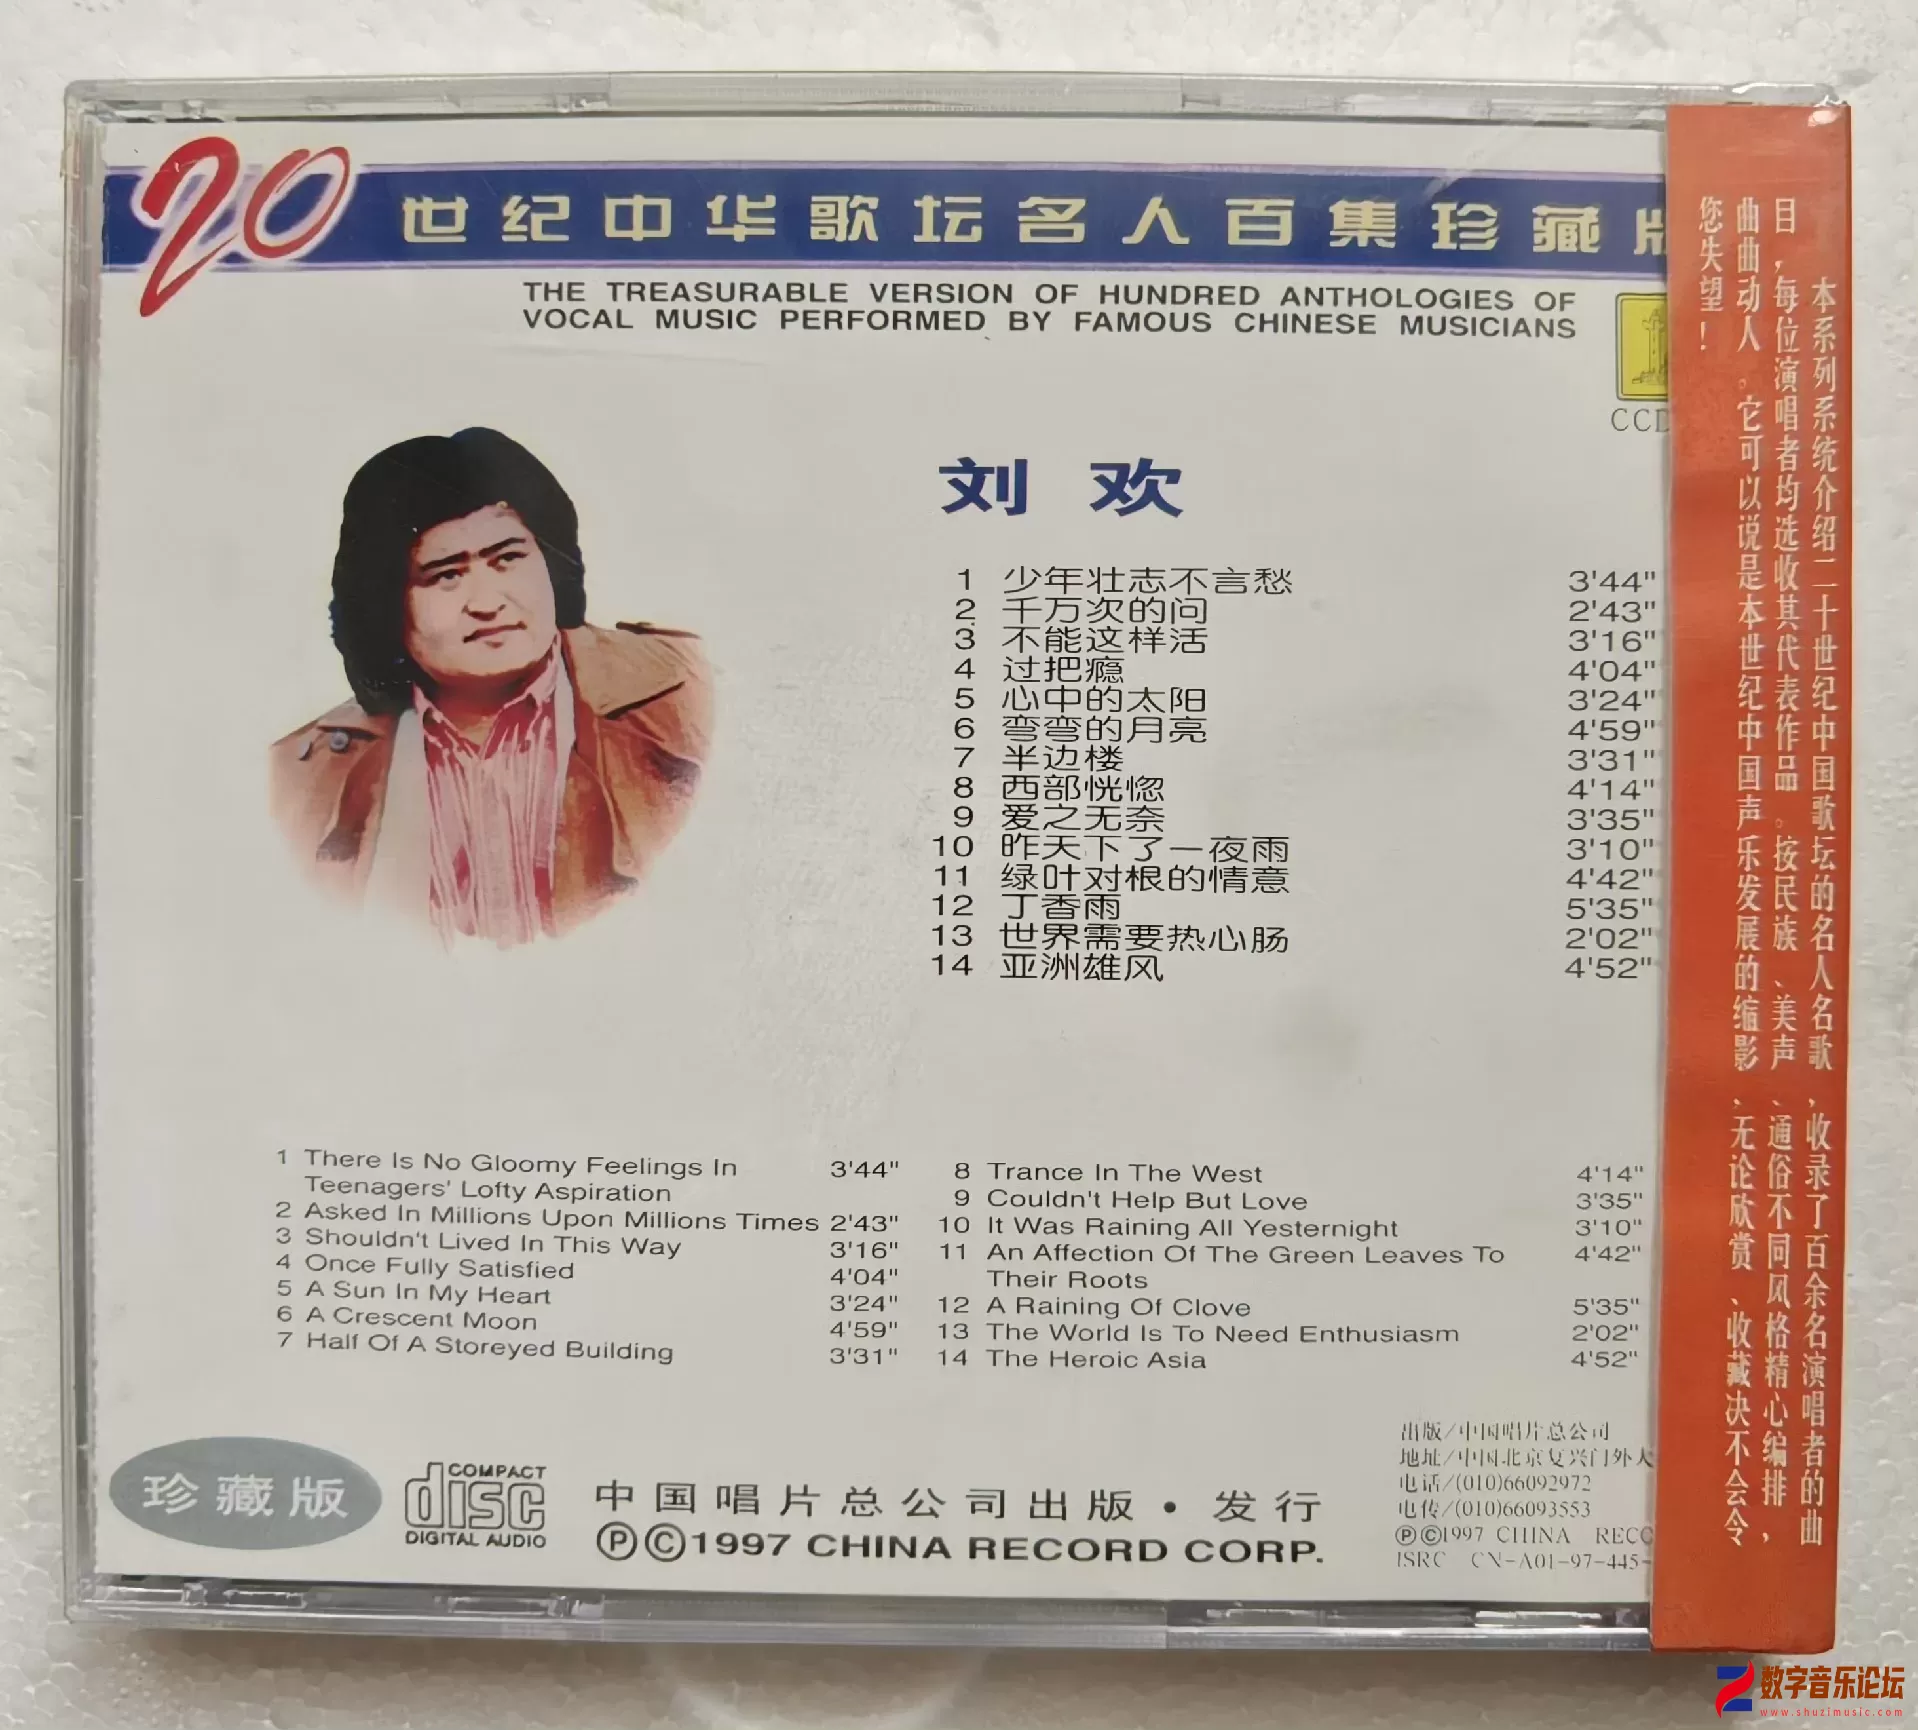 20
世纪中华歌坛名人百集珍藏版
THE TREASURABLE VERSION OF HUNDRED ANTHOLOGIES OF
VOCAL MUSIC PERFORMED BY FAMOUS CHINESE MUSICIANS
CCD
刘欢
1 少年壮志不言愁 3'44"
2 千万次的问 2'43"
3 不能这样活 3'16"
4 过把瘾 4'04"
5 心中的太阳 3'24"
6 弯弯的月亮 4'59"
7 半边楼 3'31"
8 西部恍惚 4'14"
9 爱之无奈 3'35"
10 昨天下了一夜雨 3'10"
11 绿叶对根的情意 4'42"
12 丁香雨 5'35"
13 世界需要热心肠 2'02"
14 亚洲雄风 4'52"
1 There Is No Gloomy Feelings In 3'44"
Teenagers' Lofty Aspiration
2 Asked In Millions Upon Millions Times 2'43"
3 Shouldn't Lived In This Way 3'16"
4 Once Fully Satisfied 4'04"
5 A Sun In My Heart 3'24"
6 A Crescent Moon 4'59"
7 Half Of A Storeyed Building 3'31"
8 Trance In The West 4'14"
9 Couldn't Help But Love 3'35"
10 It Was Raining All Yesternight 3'10"
11 An Affection Of The Green Leaves To 4'42"
Their Roots
12 A Raining Of Clove 5'35"
13 The World Is To Need Enthusiasm 2'02"
14 The Heroic Asia 4'52"
珍藏版
COMPACT
disc
DIGITAL AUDIO
中国唱片总公司出版·发行
ⓅⒸ1997 CHINA RECORD CORP.
出版/中国唱片总公司
地址/中国北京复兴门外大
电话/(010)66092972
电传/(010)66093553
ⓅⒸ1997 CHINA RECO
ISRC CN-A01-97-445-
本系列系统介绍二十世纪中国歌坛的名人名歌，收录了百余名演唱者的曲
目，每位演唱者均选收其代表作品。按民族、美声、通俗不同风格精心编排，
曲曲动人。它可以说是本世纪中国声乐发展的缩影，无论欣赏、收藏决不会令
您失望！
数字音乐论坛
www.shuzimusic.com